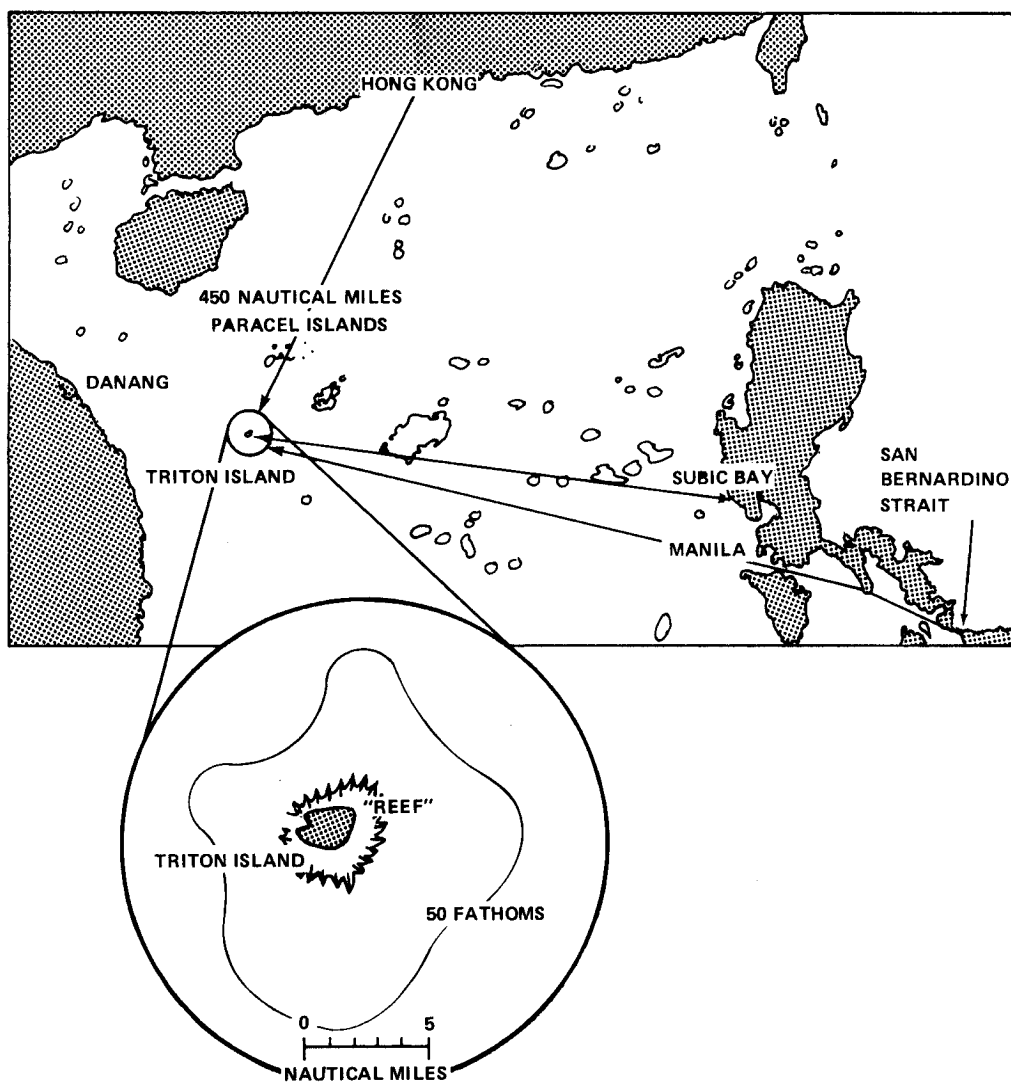 HONG KONG
450 NAUTICAL MILES
PARACEL ISLANDS
DANANG
TRITON ISLAND
SUBIC BAY
SAN
BERNARDINO
STRAIT
MANILA
"REEF"
TRITON ISLAND
50 FATHOMS
0 5
NAUTICAL MILES